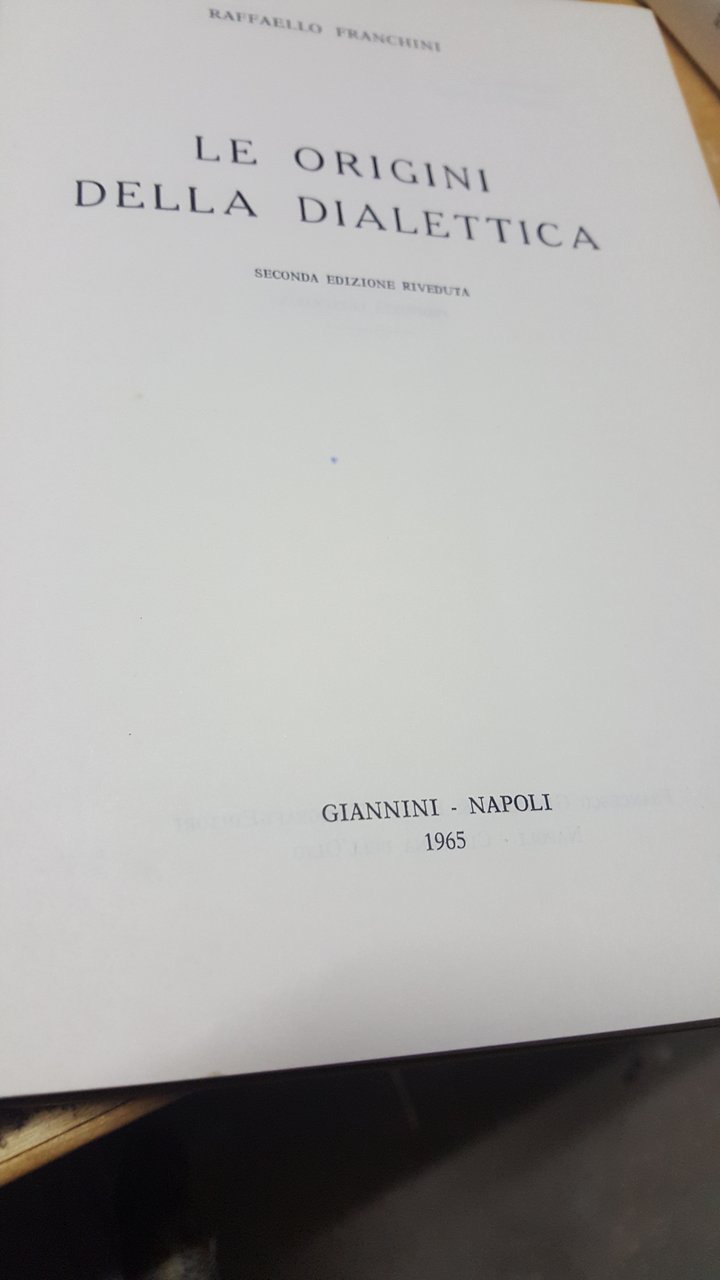 RAFFAELLO FRANCHINI
LE ORIGINI
DELLA DIALETTICA
SECONDA EDIZIONE RIVEDUTA
GIANNINI - NAPOLI
1965